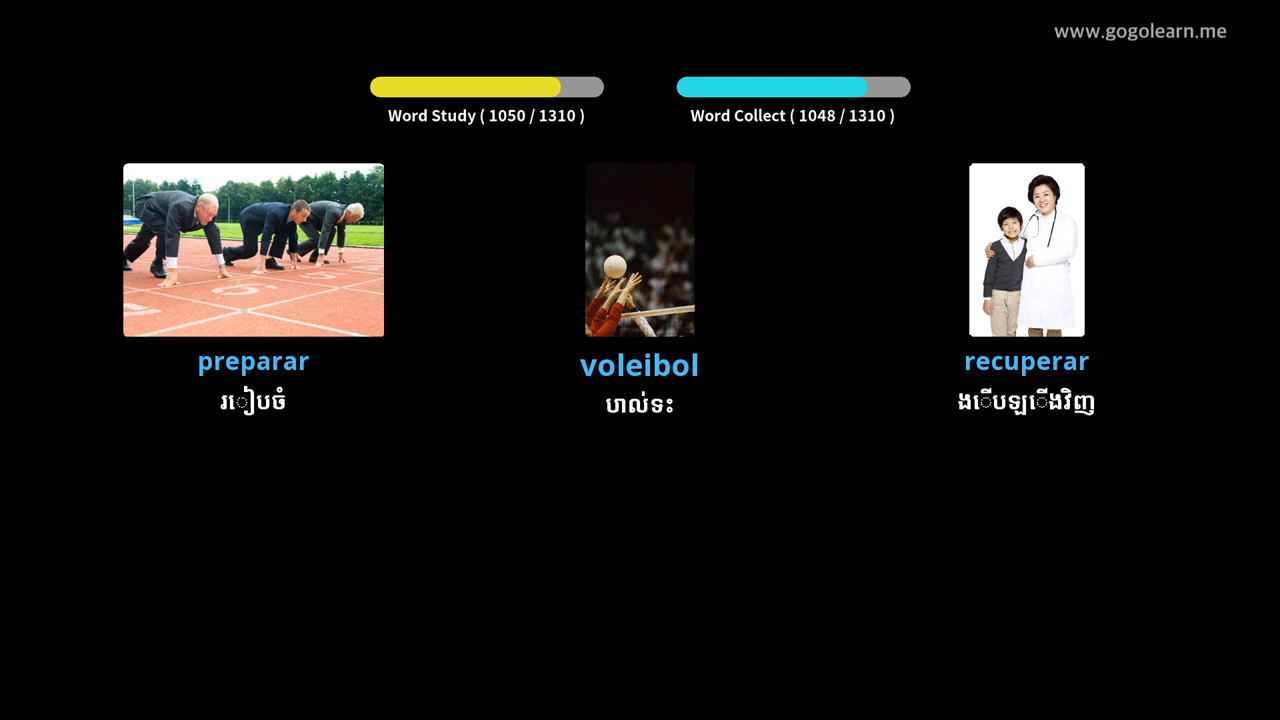 www.gogolearn.me
Word Study ( 1050 / 1310 )
Word Collect ( 1048 / 1310 )
preparar
រៀបចំ
voleibol
បាល់ទះ
recuperar
ងើបឡើងវិញ